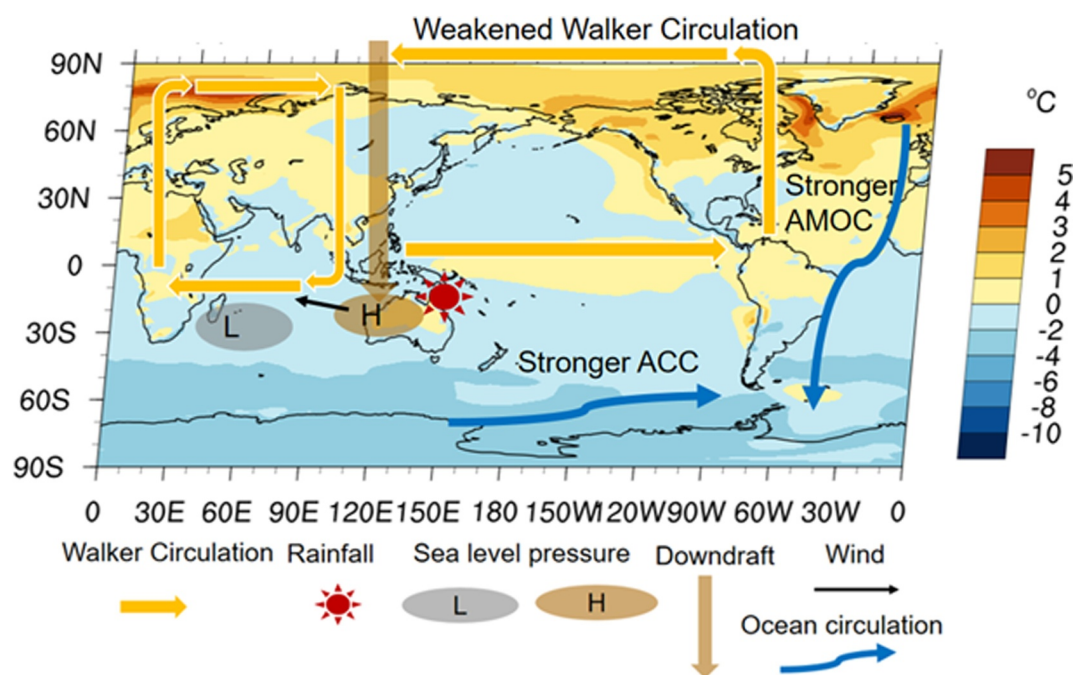 Weakened Walker Circulation
90N
60N
30N
0
30S
60S
90S
°C
5
4
3
2
1
0
-2
-4
-6
-8
-10
Stronger
AMOC
H
L
Stronger ACC
0 30E 60E 90E 120E 150E 180 150W 120W 90W 60W 30W 0
Walker Circulation Rainfall Sea level pressure Downdraft Wind
L H
Ocean circulation